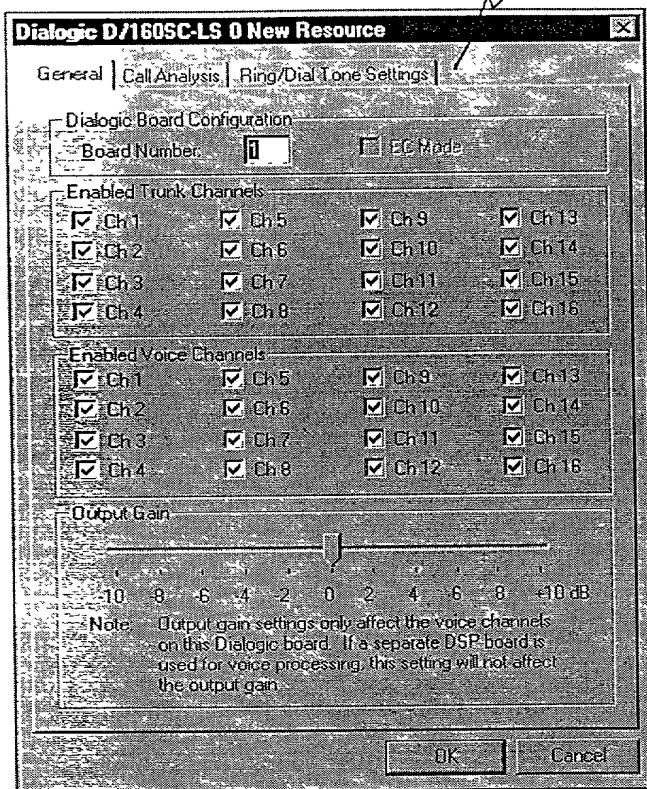 Dialogic D/160SC-LS 0 New Resource
General Call Analysis Ring/Dial Tone Settings
Dialogic Board Configuration
Board Number: 1 EC Mode
Enabled Trunk Channels
Ch 1 Ch 5 Ch 9 Ch 13
Ch 2 Ch 6 Ch 10 Ch 14
Ch 3 Ch 7 Ch 11 Ch 15
Ch 4 Ch 8 Ch 12 Ch 16
Enabled Voice Channels
Ch 1 Ch 5 Ch 9 Ch 13
Ch 2 Ch 6 Ch 10 Ch 14
Ch 3 Ch 7 Ch 11 Ch 15
Ch 4 Ch 8 Ch 12 Ch 16
Output Gain
-10 -8 -6 -4 -2 0 2 4 6 8 +10 dB
Note: Output gain settings only affect the voice channels
on this Dialogic board. If a separate DSP board is
used for voice processing, this setting will not affect
the output gain.
OK Cancel